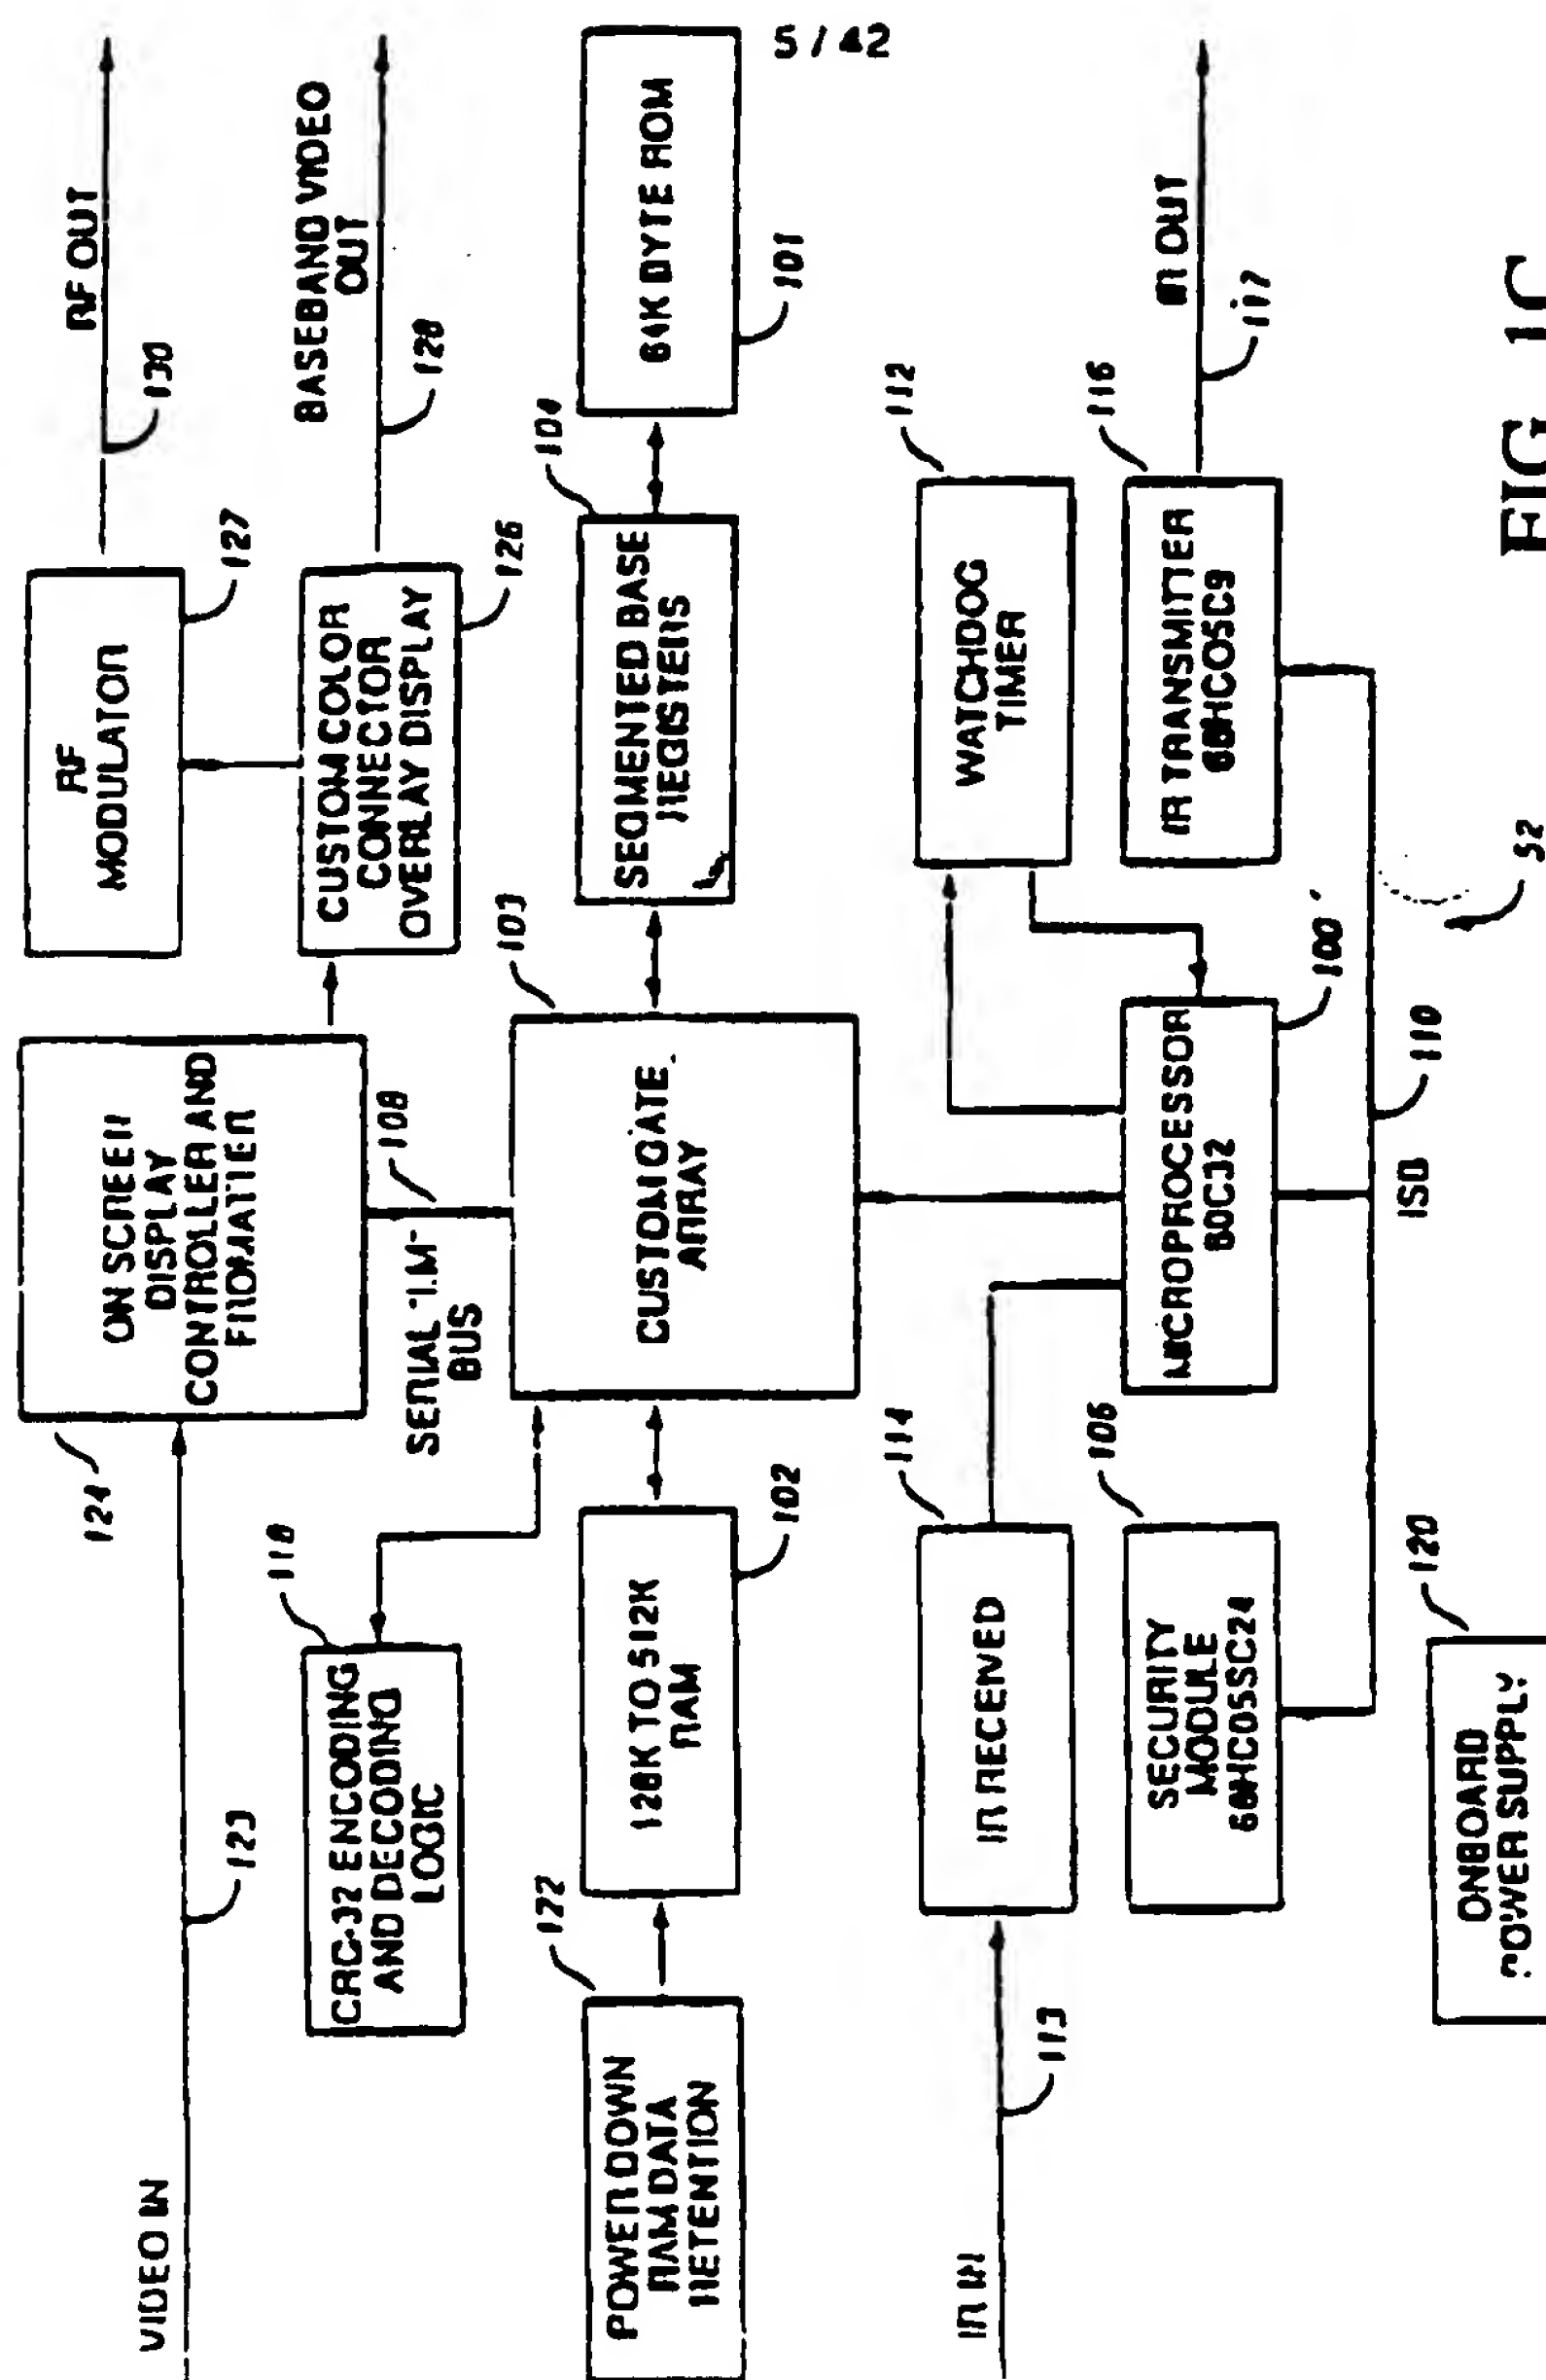 5 / 42
VIDEO IN
123
124
ON SCREEN
DISPLAY
CONTROLLER AND
RF
MODULATOR
127
RF OUT
130
110
CRC-32 ENCODING
AND DECODING
LOGIC
SERIAL "I.M"
BUS
108
CUSTOM COLOR
CONNECTOR
OVERLAY DISPLAY
126
BASEBAND VIDEO
OUT
128
POWER DOWN
RAM DATA
RETENTION
122
128K TO 512K
RAM
102
CUSTOM GATE
ARRAY
103
SEGMENTED BASE
REGISTERS
104
64K BYTE ROM
101
IR IN
113
IR RECEIVED
114
WATCHDOG
TIMER
112
SECURITY
MODULE
68HC05SC24
106
MICROPROCESSOR
80C32
100
IR TRANSMITTER
68HC05C9
116
IR OUT
117
ISB
110
52
ONBOARD
POWER SUPPLY
120
FIG. 1C